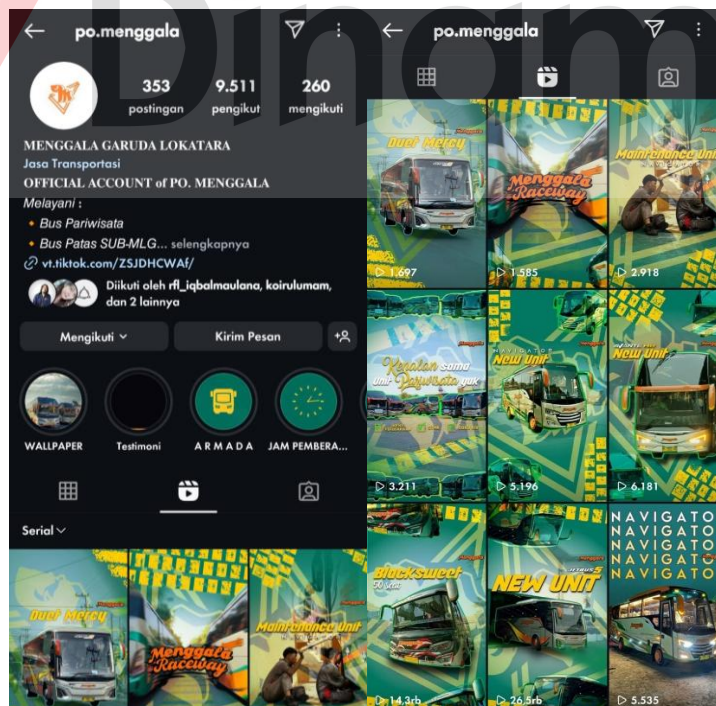 po.menggala
353
9.511
260
postingan
pengikut
mengikuti
MENGGALA GARUDA LOKATARA
Jasa Transportasi
OFFICIAL ACCOUNT of PO. MENGGALA
Melayani :
Bus Pariwisata
Bus Patas SUB-MLG... selengkapnya
vt.tiktok.com/ZSJDHCWAf/
Diikuti oleh rfl_iqbalmaulana, koirulumam,
dan 2 lainnya
Mengikuti
Kirim Pesan
WALLPAPER
Testimoni
A R M A D A
JAM PEMBERA...
Serial
Duet Mercy
Menggala
Raceway
Maintenance Unit
po.menggala
Duet Mercy
1.697
Menggala
Raceway
1.585
Maintenance Unit
2.918
Kenalan sama
unit Pariwisata yuk
3.211
NAVIGATOR
New Unit
5.196
New Unit
6.181
Blacksweet
50 seat
14,3rb
JETBUS 5
NEW UNIT
26,5rb
NAVIGATO
NAVIGATO
NAVIGATO
NAVIGATO
NAVIGATO
5.535
Dinam